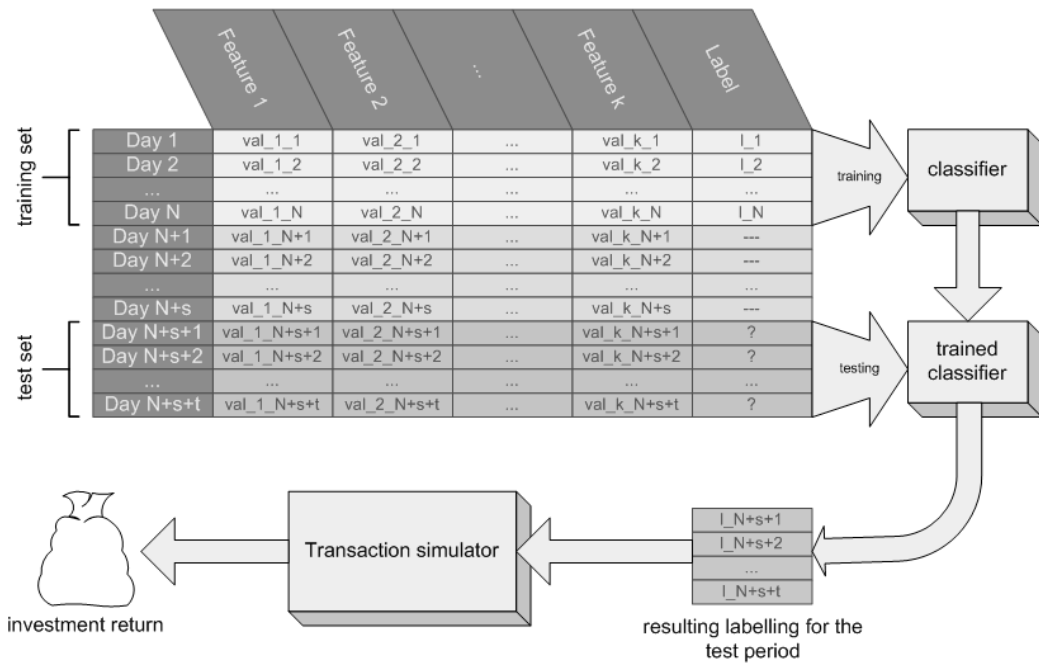 Feature 1 Feature 2 ... Feature k Label
training set
Day 1 val_1_1 val_2_1 ... val_k_1 l_1
Day 2 val_1_2 val_2_2 ... val_k_2 l_2
... ... ... ... ... ...
Day N val_1_N val_2_N ... val_k_N l_N
Day N+1 val_1_N+1 val_2_N+1 ... val_k_N+1 ---
Day N+2 val_1_N+2 val_2_N+2 ... val_k_N+2 ---
... ... ... ... ... ...
Day N+s val_1_N+s val_2_N+s ... val_k_N+s ---
test set
Day N+s+1 val_1_N+s+1 val_2_N+s+1 ... val_k_N+s+1 ?
Day N+s+2 val_1_N+s+2 val_2_N+s+2 ... val_k_N+s+2 ?
... ... ... ... ... ...
Day N+s+t val_1_N+s+t val_2_N+s+t ... val_k_N+s+t ?
training
classifier
testing
trained
classifier
l_N+s+1
l_N+s+2
...
l_N+s+t
resulting labelling for the
test period
Transaction simulator
investment return